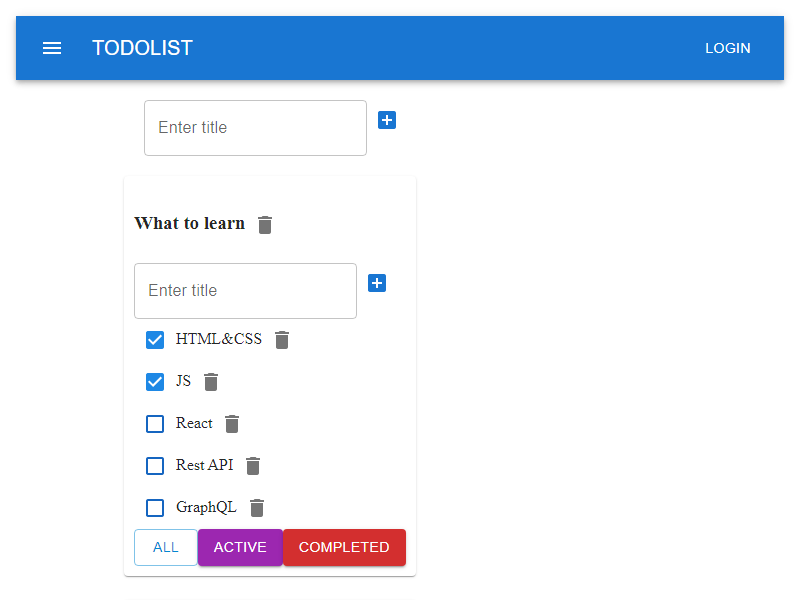 TODOLIST LOGIN
Enter title
What to learn
Enter title
HTML&CSS
JS
React
Rest API
GraphQL
ALL ACTIVE COMPLETED